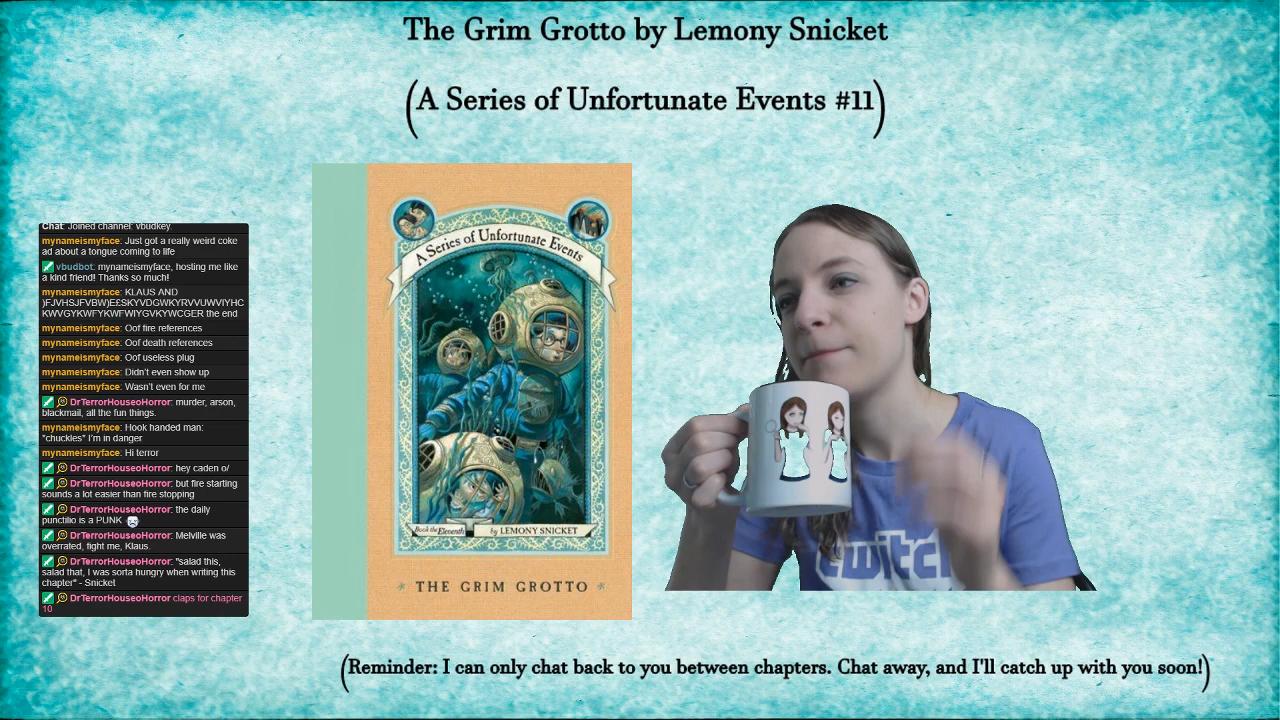 The Grim Grotto by Lemony Snicket
(A Series of Unfortunate Events #11)
Chat: Joined channel: vbudkey.
mynameismyface: Just got a really weird coke
ad about a tongue coming to life
vbudbot: mynameismyface, hosting me like
a kind friend! Thanks so much!
mynameismyface: KLAUS AND
mynameismyface: Oof fire references
mynameismyface: Oof death references
mynameismyface: Oof useless plug
mynameismyface: Didn't even show up
mynameismyface: Wasn't even for me
DrTerrorHouseoHorror: murder, arson,
blackmail, all the fun things.
mynameismyface: Hook handed man:
"chuckles" I'm in danger
mynameismyface: Hi terror
DrTerrorHouseoHorror: hey caden o/
DrTerrorHouseoHorror: but fire starting
sounds a lot easier than fire stopping
DrTerrorHouseoHorror: the daily
punctilio is a PUNK
DrTerrorHouseoHorror: Melville was
overrated, fight me, Klaus.
DrTerrorHouseoHorror: "salad this,
salad that, I was sorta hungry when writing this
chapter" - Snicket
DrTerrorHouseoHorror claps for chapter
10
A Series of Unfortunate Events
Book the Eleventh
by LEMONY SNICKET
* THE GRIM GROTTO *
twitch
(Reminder: I can only chat back to you between chapters. Chat away, and I'll catch up with you soon!)